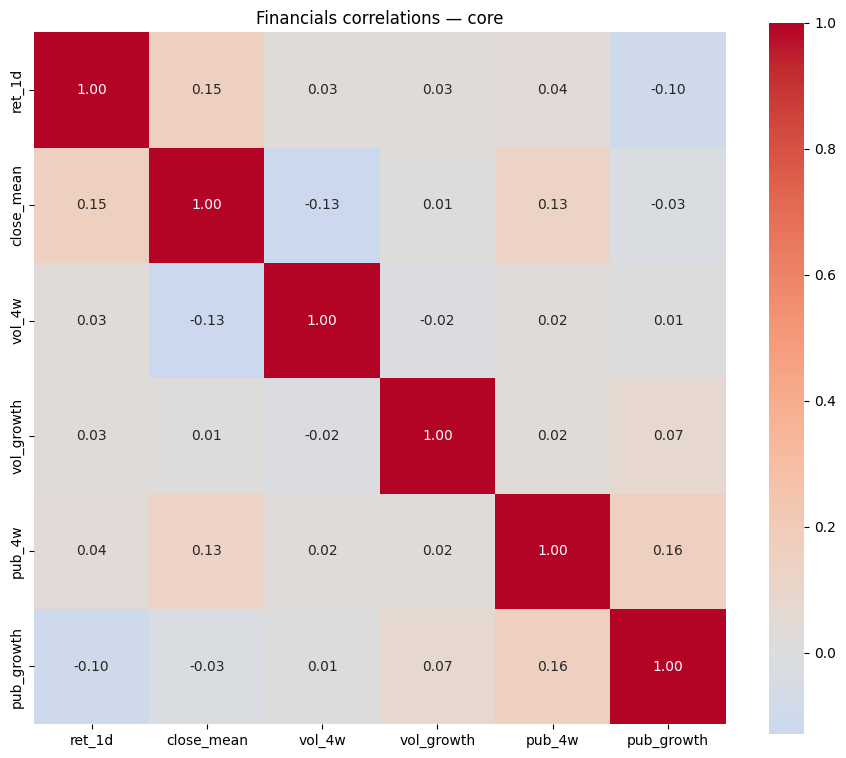 Financials correlations — core
ret_1d 1.00 0.15 0.03 0.03 0.04 -0.10
close_mean 0.15 1.00 -0.13 0.01 0.13 -0.03
vol_4w 0.03 -0.13 1.00 -0.02 0.02 0.01
vol_growth 0.03 0.01 -0.02 1.00 0.02 0.07
pub_4w 0.04 0.13 0.02 0.02 1.00 0.16
pub_growth -0.10 -0.03 0.01 0.07 0.16 1.00
ret_1d close_mean vol_4w vol_growth pub_4w pub_growth
1.0
0.8
0.6
0.4
0.2
0.0